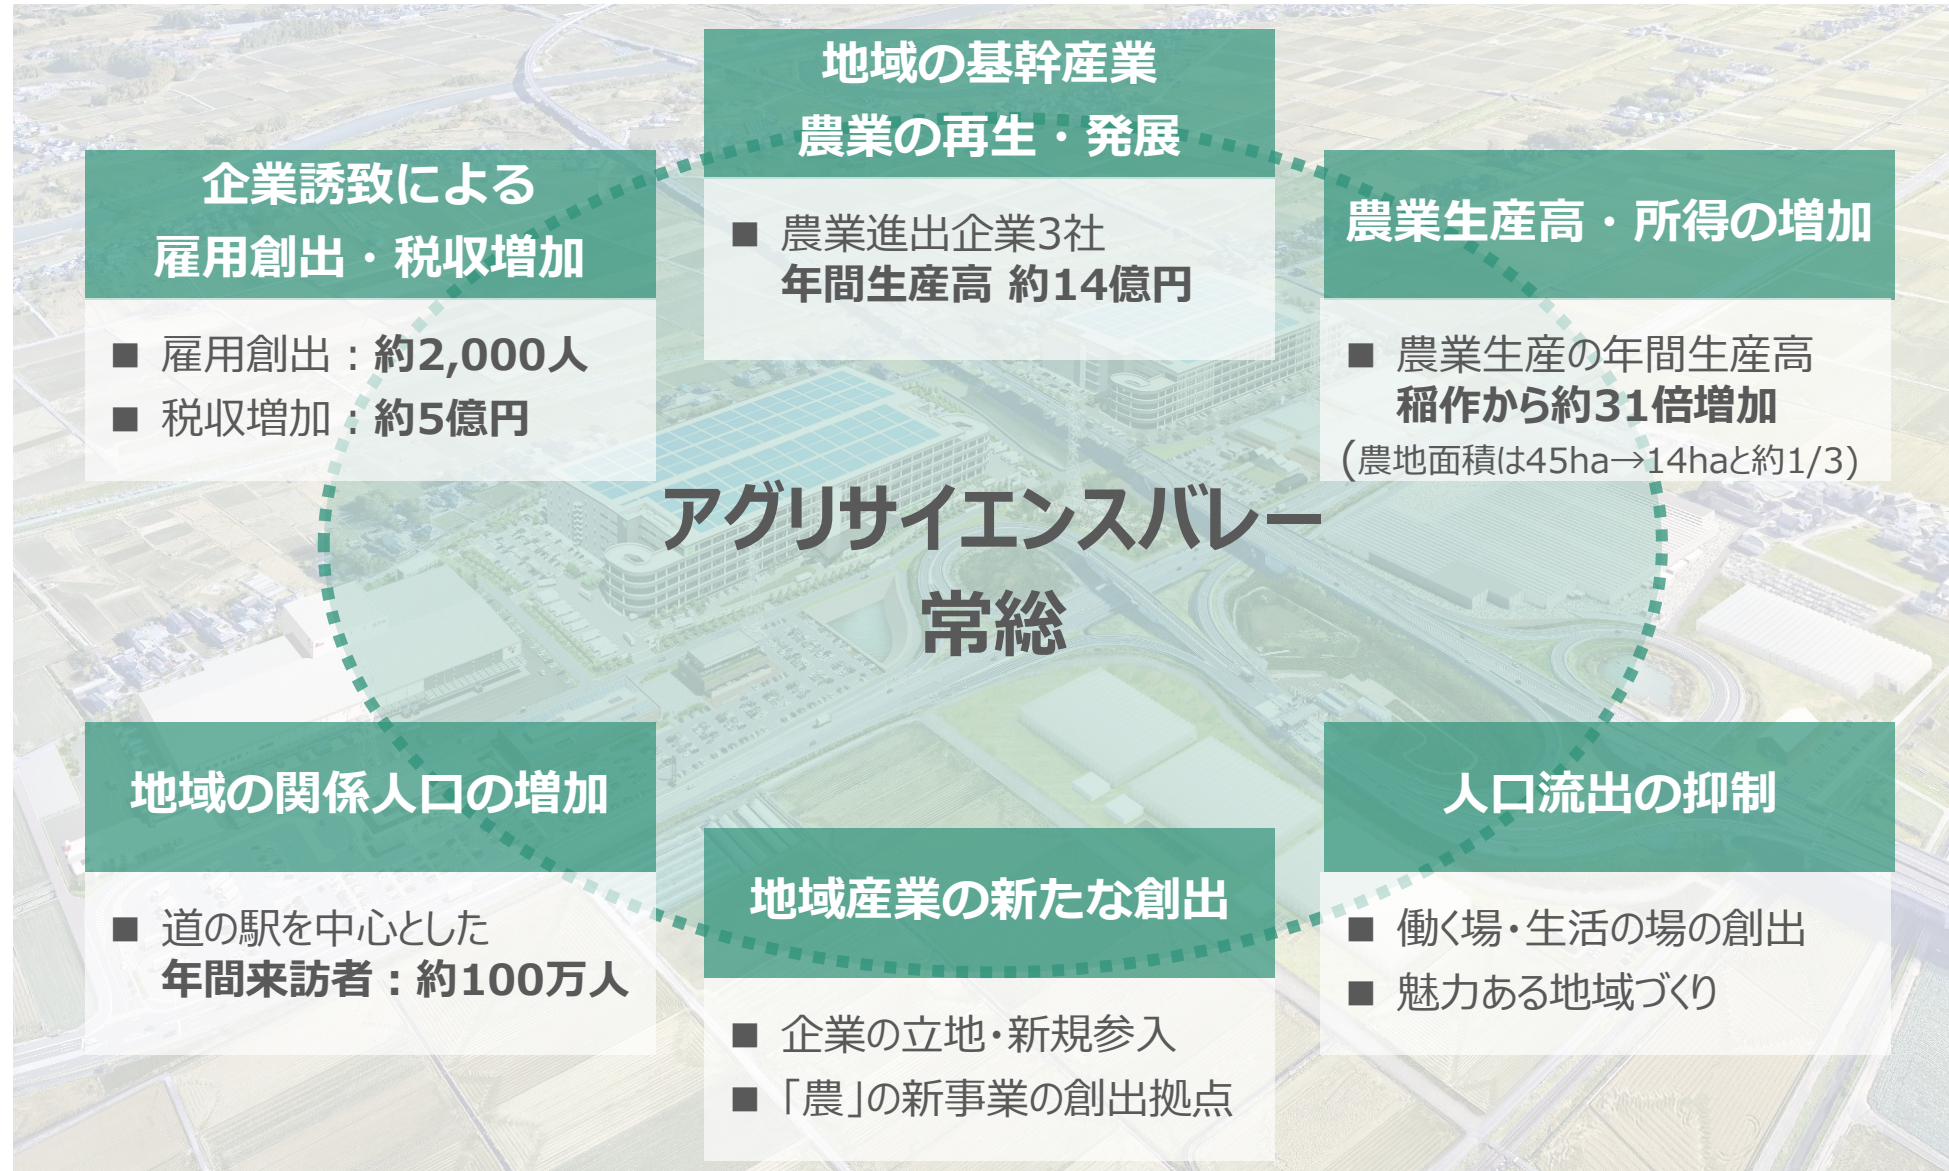 地域の基幹産業
農業の再生・発展
■ 農業進出企業3社
年間生産高 約14億円
企業誘致による
雇用創出・税収増加
■ 雇用創出：約2,000人
■ 税収増加：約5億円
農業生産高・所得の増加
■ 農業生産の年間生産高
稲作から約31倍増加
(農地面積は45ha→14haと約1/3)
アグリサイエンスバレー
常総
地域の関係人口の増加
■ 道の駅を中心とした
年間来訪者：約100万人
地域産業の新たな創出
■ 企業の立地・新規参入
■ 「農」の新事業の創出拠点
人口流出の抑制
■ 働く場・生活の場の創出
■ 魅力ある地域づくり